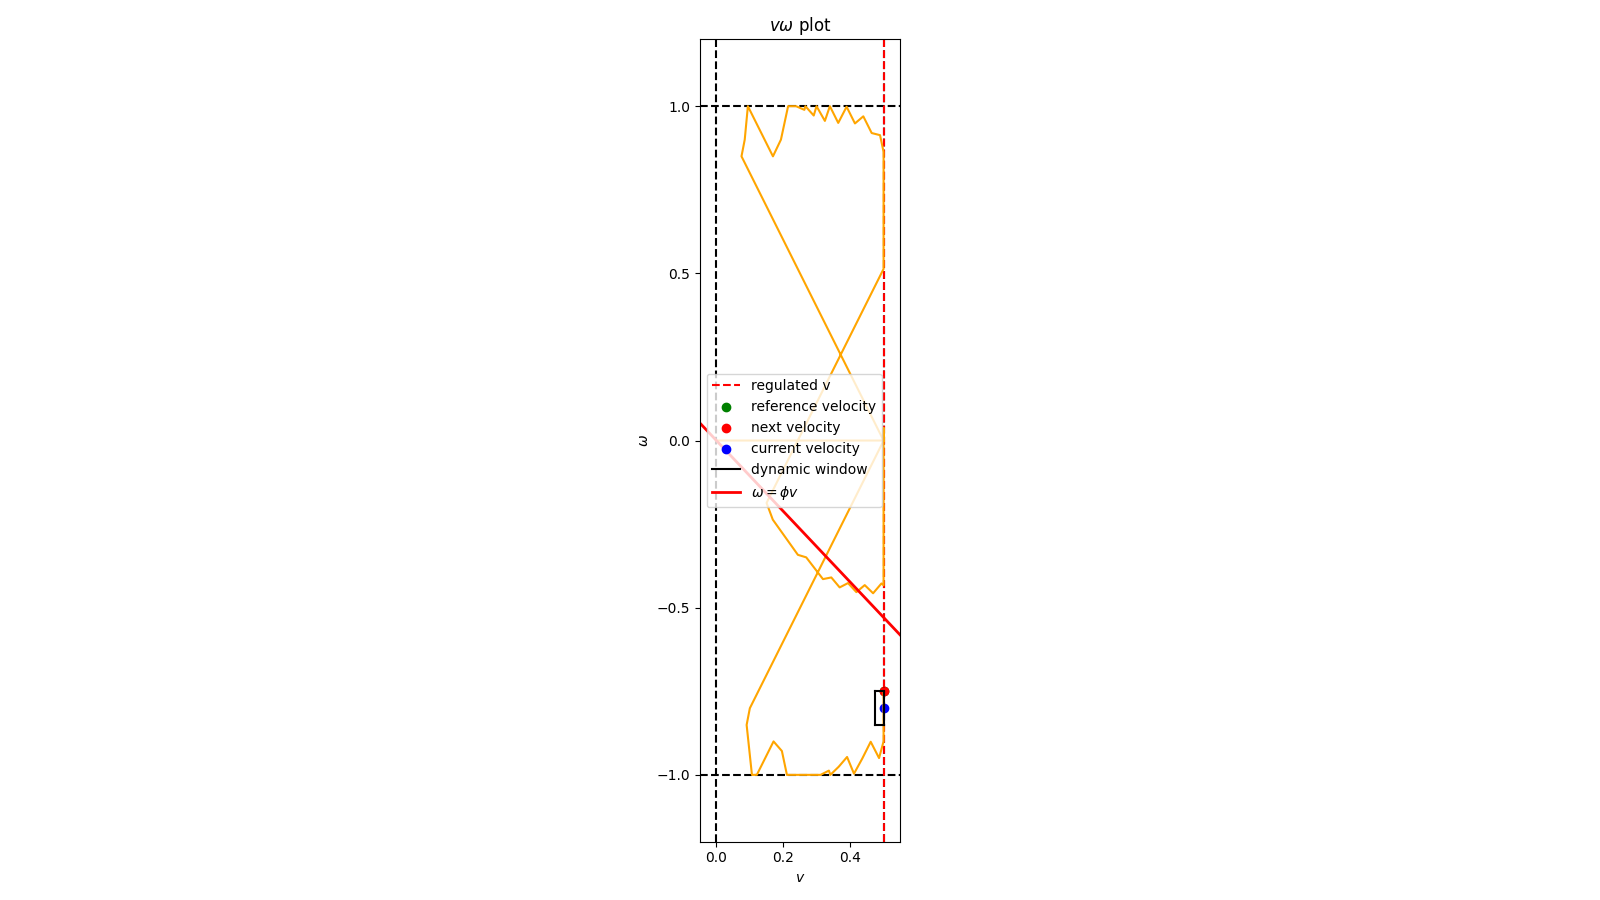 vω plot
1.0
0.5
0.0
−0.5
−1.0
ω
regulated v
reference velocity
next velocity
current velocity
dynamic window
ω = ϕv
0.0 0.2 0.4
v